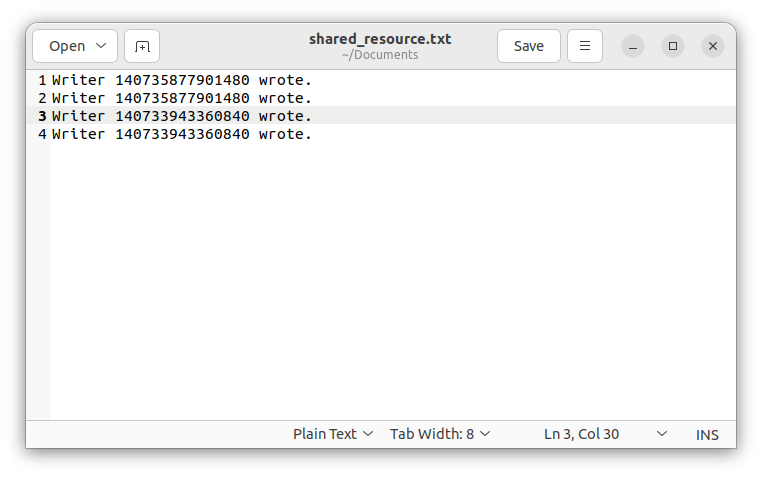 Open
shared_resource.txt
~/Documents
Save
1 Writer 140735877901480 wrote.
2 Writer 140735877901480 wrote.
3 Writer 140733943360840 wrote.
4 Writer 140733943360840 wrote.
Plain Text Tab Width: 8 Ln 3, Col 30 INS